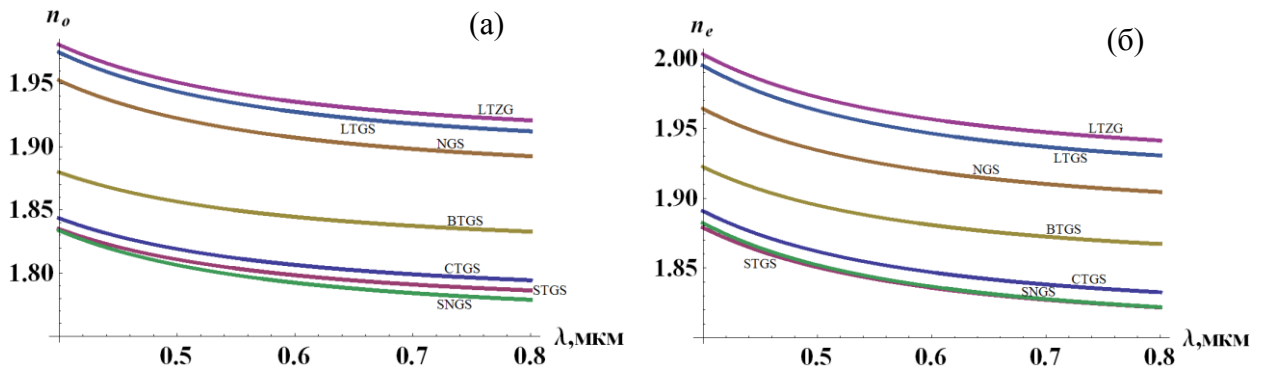 n_o
(а)
1.95
1.90
1.85
1.80
LTZG
LTGS
NGS
BTGS
CTGS
STGS
SNGS
0.5 0.6 0.7 0.8
λ,мкм
n_e
(б)
2.00
1.95
1.90
1.85
LTZG
LTGS
NGS
BTGS
CTGS
STGS
SNGS
0.5 0.6 0.7 0.8
λ,мкм